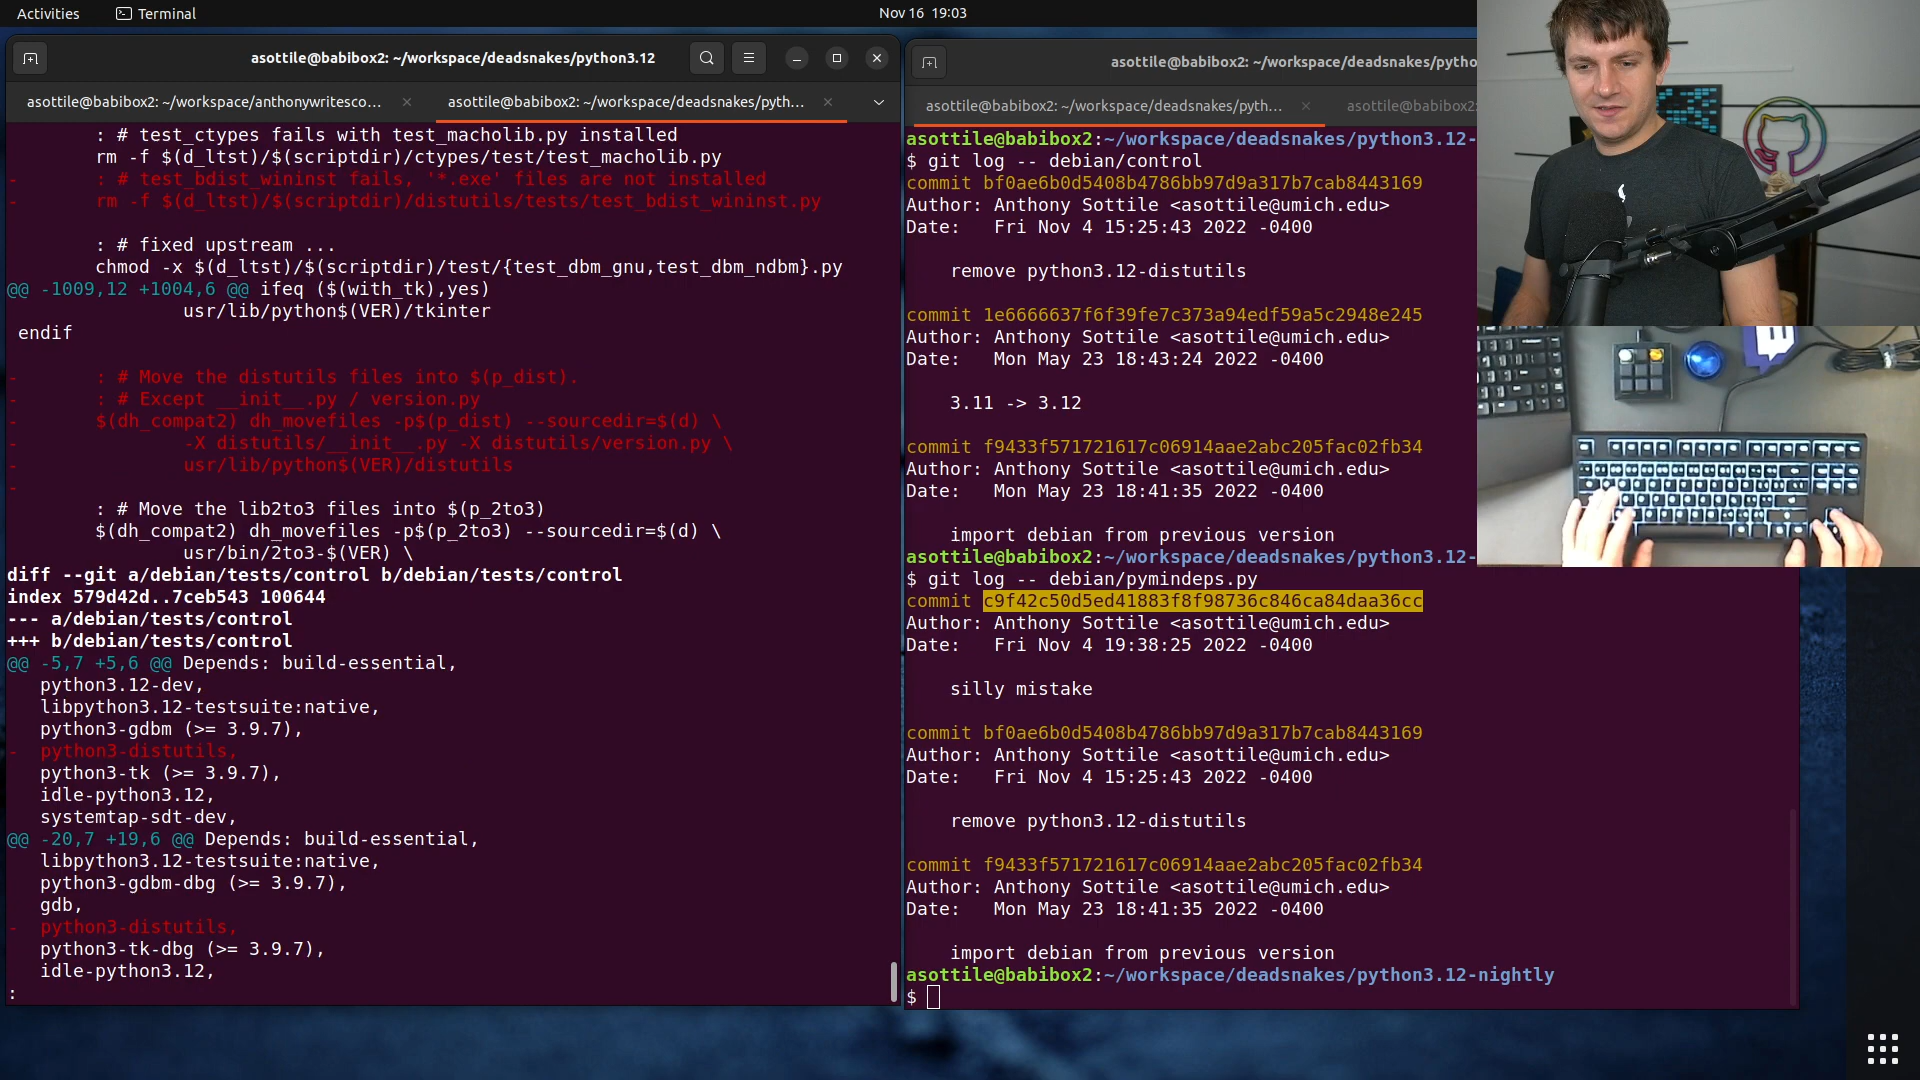 Activities
Terminal
Nov 16 19:03
asottile@babibox2: ~/workspace/deadsnakes/python3.12
asottile@babibox2: ~/workspace/anthonywritesco...
asottile@babibox2: ~/workspace/deadsnakes/pyth...
: # test_ctypes fails with test_macholib.py installed
rm -f $(d_ltst)/$(scriptdir)/ctypes/test/test_macholib.py
- : # test_bdist_wininst fails, '*.exe' files are not installed
- rm -f $(d_ltst)/$(scriptdir)/distutils/tests/test_bdist_wininst.py
: # fixed upstream ...
chmod -x $(d_ltst)/$(scriptdir)/test/{test_dbm_gnu,test_dbm_ndbm}.py
@@ -1009,12 +1004,6 @@ ifeq ($(with_tk),yes)
usr/lib/python$(VER)/tkinter
endif
- : # Move the distutils files into $(p_dist).
- : # Except __init__.py / version.py
- $(dh_compat2) dh_movefiles -p$(p_dist) --sourcedir=$(d) \
- -X distutils/__init__.py -X distutils/version.py \
- usr/lib/python$(VER)/distutils
-
: # Move the lib2to3 files into $(p_2to3)
$(dh_compat2) dh_movefiles -p$(p_2to3) --sourcedir=$(d) \
usr/bin/2to3-$(VER) \
diff --git a/debian/tests/control b/debian/tests/control
index 579d42d..7ceb543 100644
--- a/debian/tests/control
+++ b/debian/tests/control
@@ -5,7 +5,6 @@ Depends: build-essential,
python3.12-dev,
libpython3.12-testsuite:native,
python3-gdbm (>= 3.9.7),
- python3-distutils,
python3-tk (>= 3.9.7),
idle-python3.12,
systemtap-sdt-dev,
@@ -20,7 +19,6 @@ Depends: build-essential,
libpython3.12-testsuite:native,
python3-gdbm-dbg (>= 3.9.7),
gdb,
- python3-distutils,
python3-tk-dbg (>= 3.9.7),
idle-python3.12,
:
asottile@babibox2: ~/workspace/deadsnakes/pytho
asottile@babibox2: ~/workspace/deadsnakes/pyth...
asottile@babibox2:
asottile@babibox2:~/workspace/deadsnakes/python3.12-
$ git log -- debian/control
commit bf0ae6b0d5408b4786bb97d9a317b7cab8443169
Author: Anthony Sottile <asottile@umich.edu>
Date: Fri Nov 4 15:25:43 2022 -0400
remove python3.12-distutils
commit 1e6666637f6f39fe7c373a94edf59a5c2948e245
Author: Anthony Sottile <asottile@umich.edu>
Date: Mon May 23 18:43:24 2022 -0400
3.11 -> 3.12
commit f9433f571721617c06914aae2abc205fac02fb34
Author: Anthony Sottile <asottile@umich.edu>
Date: Mon May 23 18:41:35 2022 -0400
import debian from previous version
asottile@babibox2:~/workspace/deadsnakes/python3.12-
$ git log -- debian/pymindeps.py
commit c9f42c50d5ed41883f8f98736c846ca84daa36cc
Author: Anthony Sottile <asottile@umich.edu>
Date: Fri Nov 4 19:38:25 2022 -0400
silly mistake
commit bf0ae6b0d5408b4786bb97d9a317b7cab8443169
Author: Anthony Sottile <asottile@umich.edu>
Date: Fri Nov 4 15:25:43 2022 -0400
remove python3.12-distutils
commit f9433f571721617c06914aae2abc205fac02fb34
Author: Anthony Sottile <asottile@umich.edu>
Date: Mon May 23 18:41:35 2022 -0400
import debian from previous version
asottile@babibox2:~/workspace/deadsnakes/python3.12-nightly
$